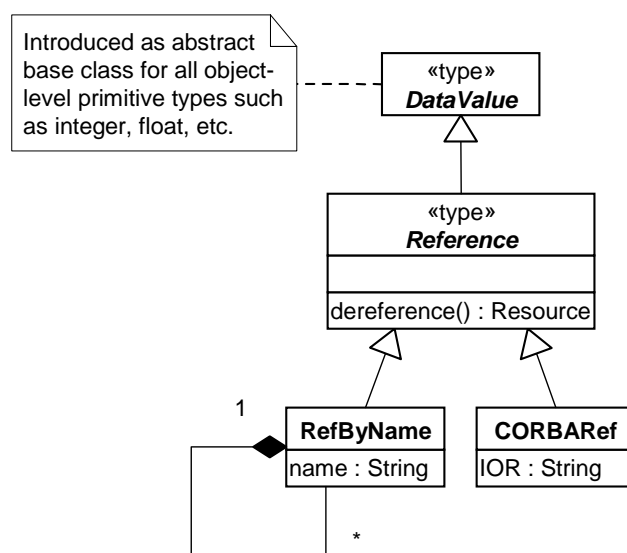 Introduced as abstract
base class for all object-
level primitive types such
as integer, float, etc.
«type»
DataValue
«type»
Reference
dereference() : Resource
1
RefByName
name : String
CORBARef
IOR : String
*